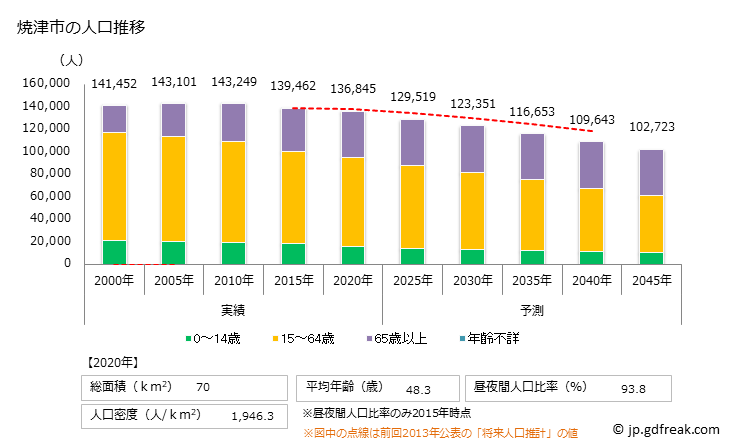 焼津市の人口推移
（人）
160,000
140,000
120,000
100,000
80,000
60,000
40,000
20,000
0
141,452 143,101 143,249 139,462 136,845 129,519 123,351 116,653 109,643 102,723
2000年 2005年 2010年 2015年 2020年 2025年 2030年 2035年 2040年 2045年
実績 予測
0～14歳 15～64歳 65歳以上 年齢不詳
【2020年】
総面積（ｋm²） 70
平均年齢（歳） 48.3
昼夜間人口比率（%） 93.8
人口密度（人/ｋm²） 1,946.3
※昼夜間人口比率のみ2015年時点
※図中の点線は前回2013年公表の「将来人口推計」の値
© jp.gdfreak.com